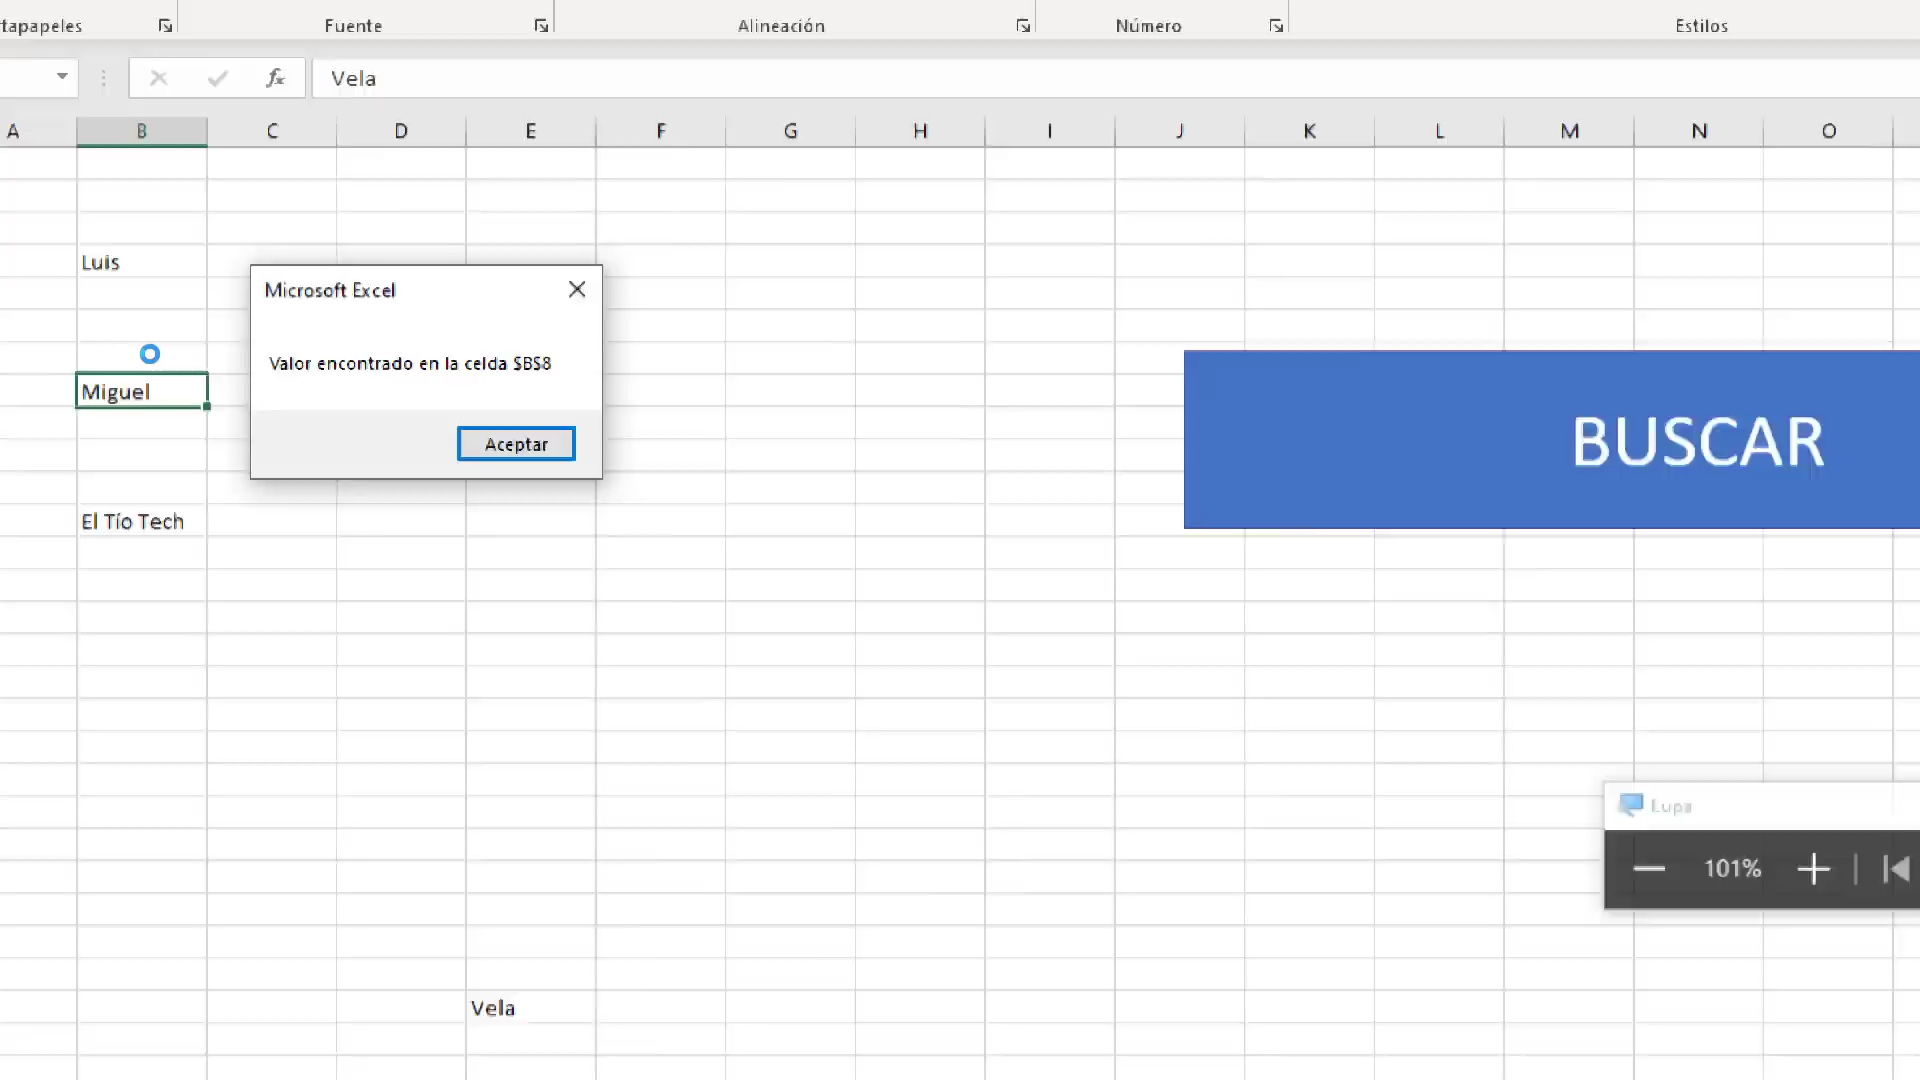 tapapeles Fuente Alineación Número Estilos
fx Vela
A B C D E F G H I J K L M N O
Luis
Microsoft Excel
Valor encontrado en la celda $B$8
Miguel
Aceptar
BUSCAR
El Tío Tech
Lupa
101%
Vela